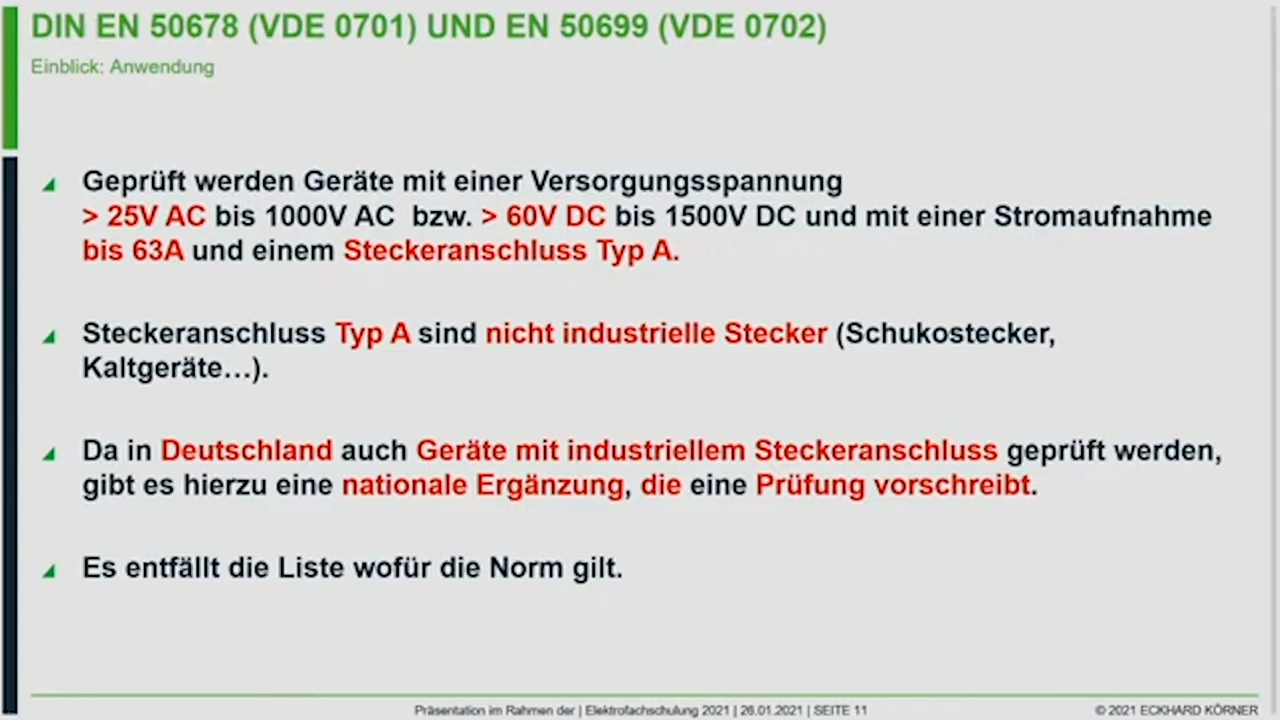 DIN EN 50678 (VDE 0701) UND EN 50699 (VDE 0702)
Einblick: Anwendung
Geprüft werden Geräte mit einer Versorgungsspannung
> 25V AC bis 1000V AC bzw. > 60V DC bis 1500V DC und mit einer Stromaufnahme
bis 63A und einem Steckeranschluss Typ A.
Steckeranschluss Typ A sind nicht industrielle Stecker (Schukostecker,
Kaltgeräte…).
Da in Deutschland auch Geräte mit industriellem Steckeranschluss geprüft werden,
gibt es hierzu eine nationale Ergänzung, die eine Prüfung vorschreibt.
Es entfällt die Liste wofür die Norm gilt.
Präsentation im Rahmen der | Elektrofachschulung 2021 | 26.01.2021 | SEITE 11
© 2021 ECKHARD KÖRNER